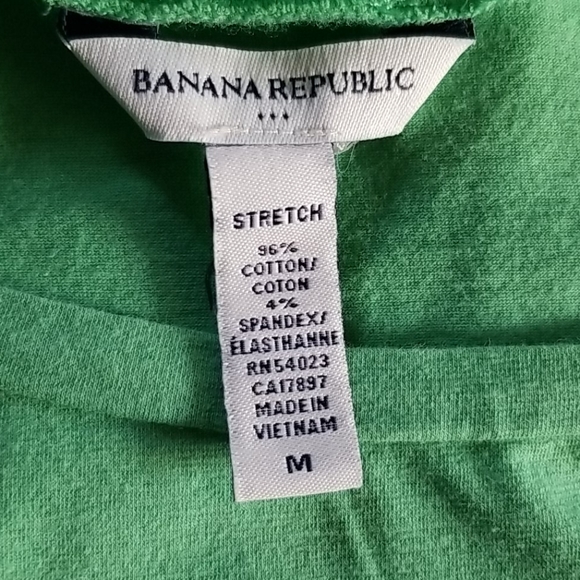 BANANA REPUBLIC
STRETCH
96%
COTTON/
COTON
4%
SPANDEX/
ÉLASTHANNE
RN54023
CA17897
MADE IN
VIETNAM
M